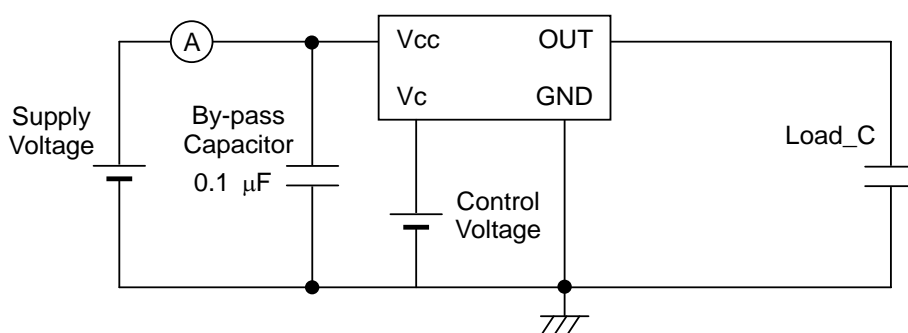 A
Vcc
OUT
Vc
GND
Supply
Voltage
By-pass
Capacitor
0.1 μF
Control
Voltage
Load_C